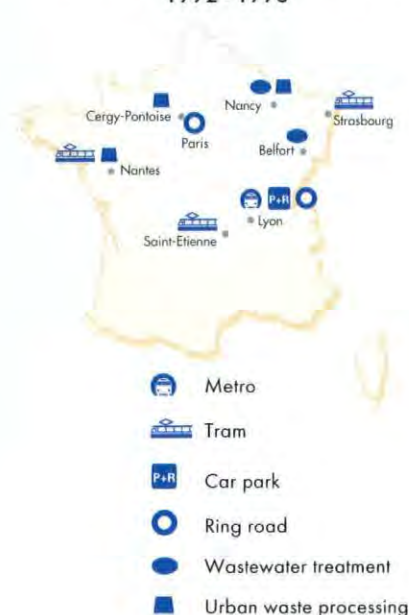 Cergy-Pontoise
Nancy
Strasbourg
Paris
Belfort
Nantes
P+R
Lyon
Saint-Etienne
Metro
Tram
P+R
Car park
Ring road
Wastewater treatment
Urban waste processing